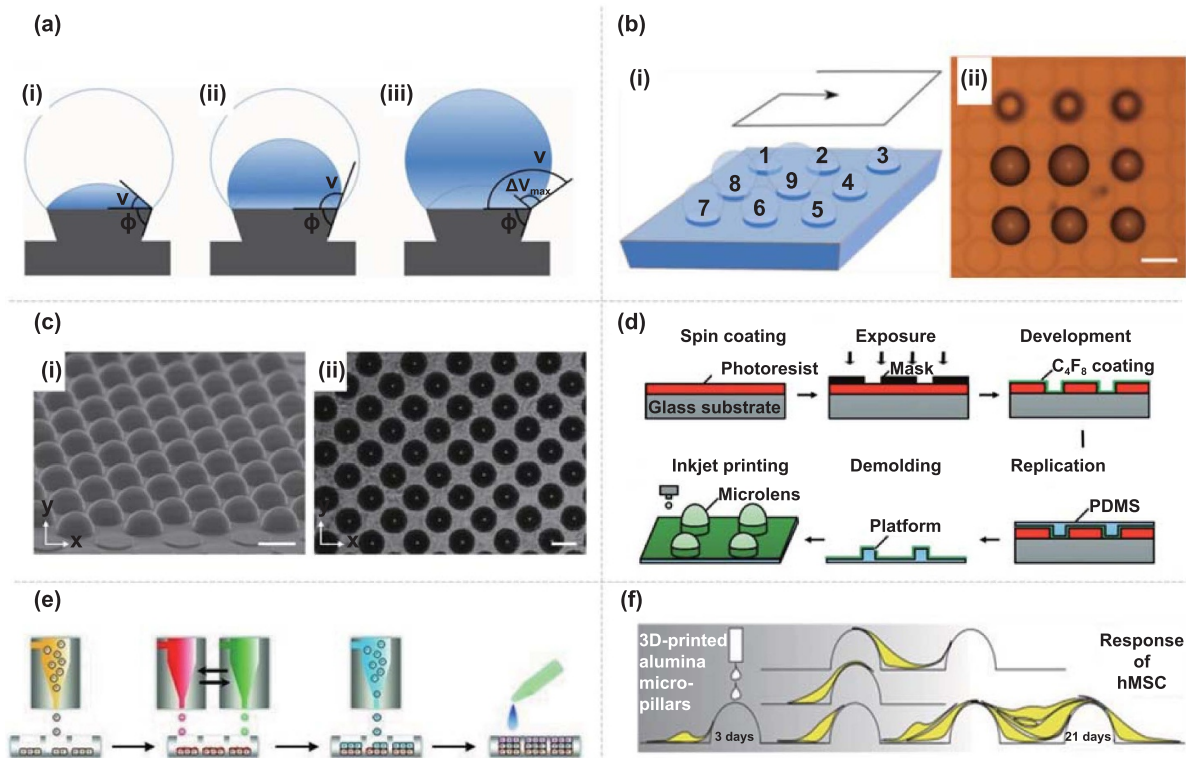 (a)
(i)
(ii)
(iii)
ν
ϕ
ν
ϕ
ν
ΔVmax
ϕ
(b)
(i)
1 2 3
8 9 4
7 6 5
(ii)
(c)
(i)
y
x
(ii)
y
x
(d)
Spin coating
Exposure
Development
Photoresist
Mask
C₄F₈ coating
Glass substrate
Inkjet printing
Demolding
Replication
Microlens
Platform
PDMS
(e)
(f)
3D-printed
alumina
micro-
pillars
3 days
21 days
Response
of
hMSC